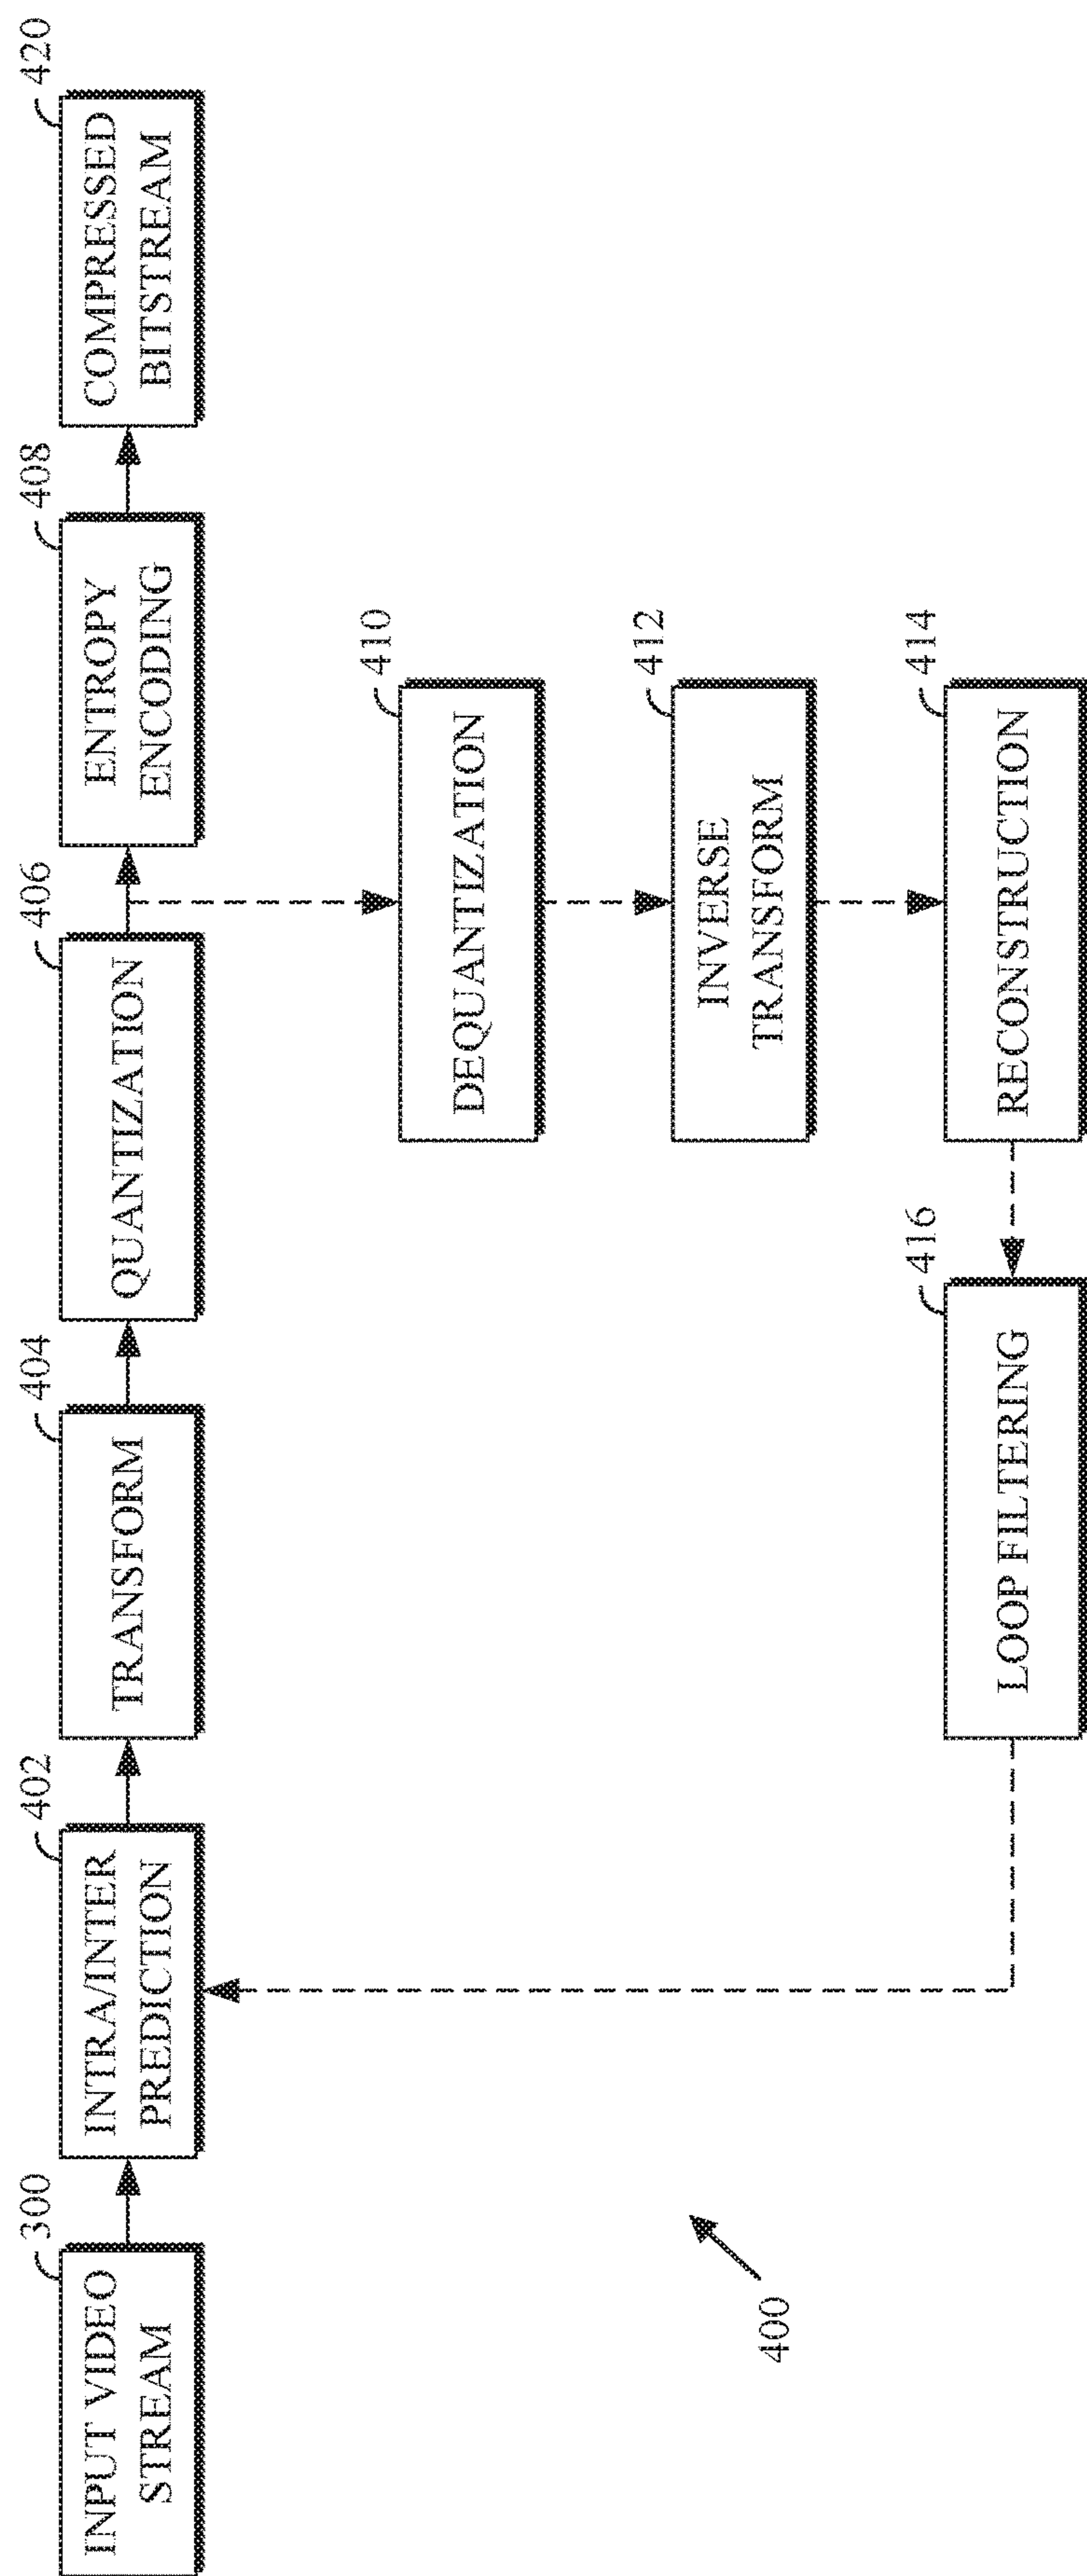 300
INPUT VIDEO
STREAM
402
INTRA/INTER
PREDICTION
404
TRANSFORM
406
QUANTIZATION
408
ENTROPY
ENCODING
420
COMPRESSED
BITSTREAM
410
DEQUANTIZATION
412
INVERSE
TRANSFORM
414
RECONSTRUCTION
416
LOOP FILTERING
400